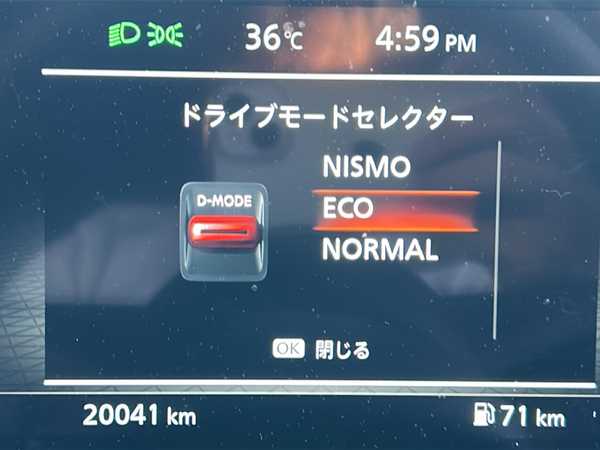 36℃ 4:59 PM
ドライブモードセレクター
D-MODE
NISMO
ECO
NORMAL
OK 閉じる
20041 km 71 km